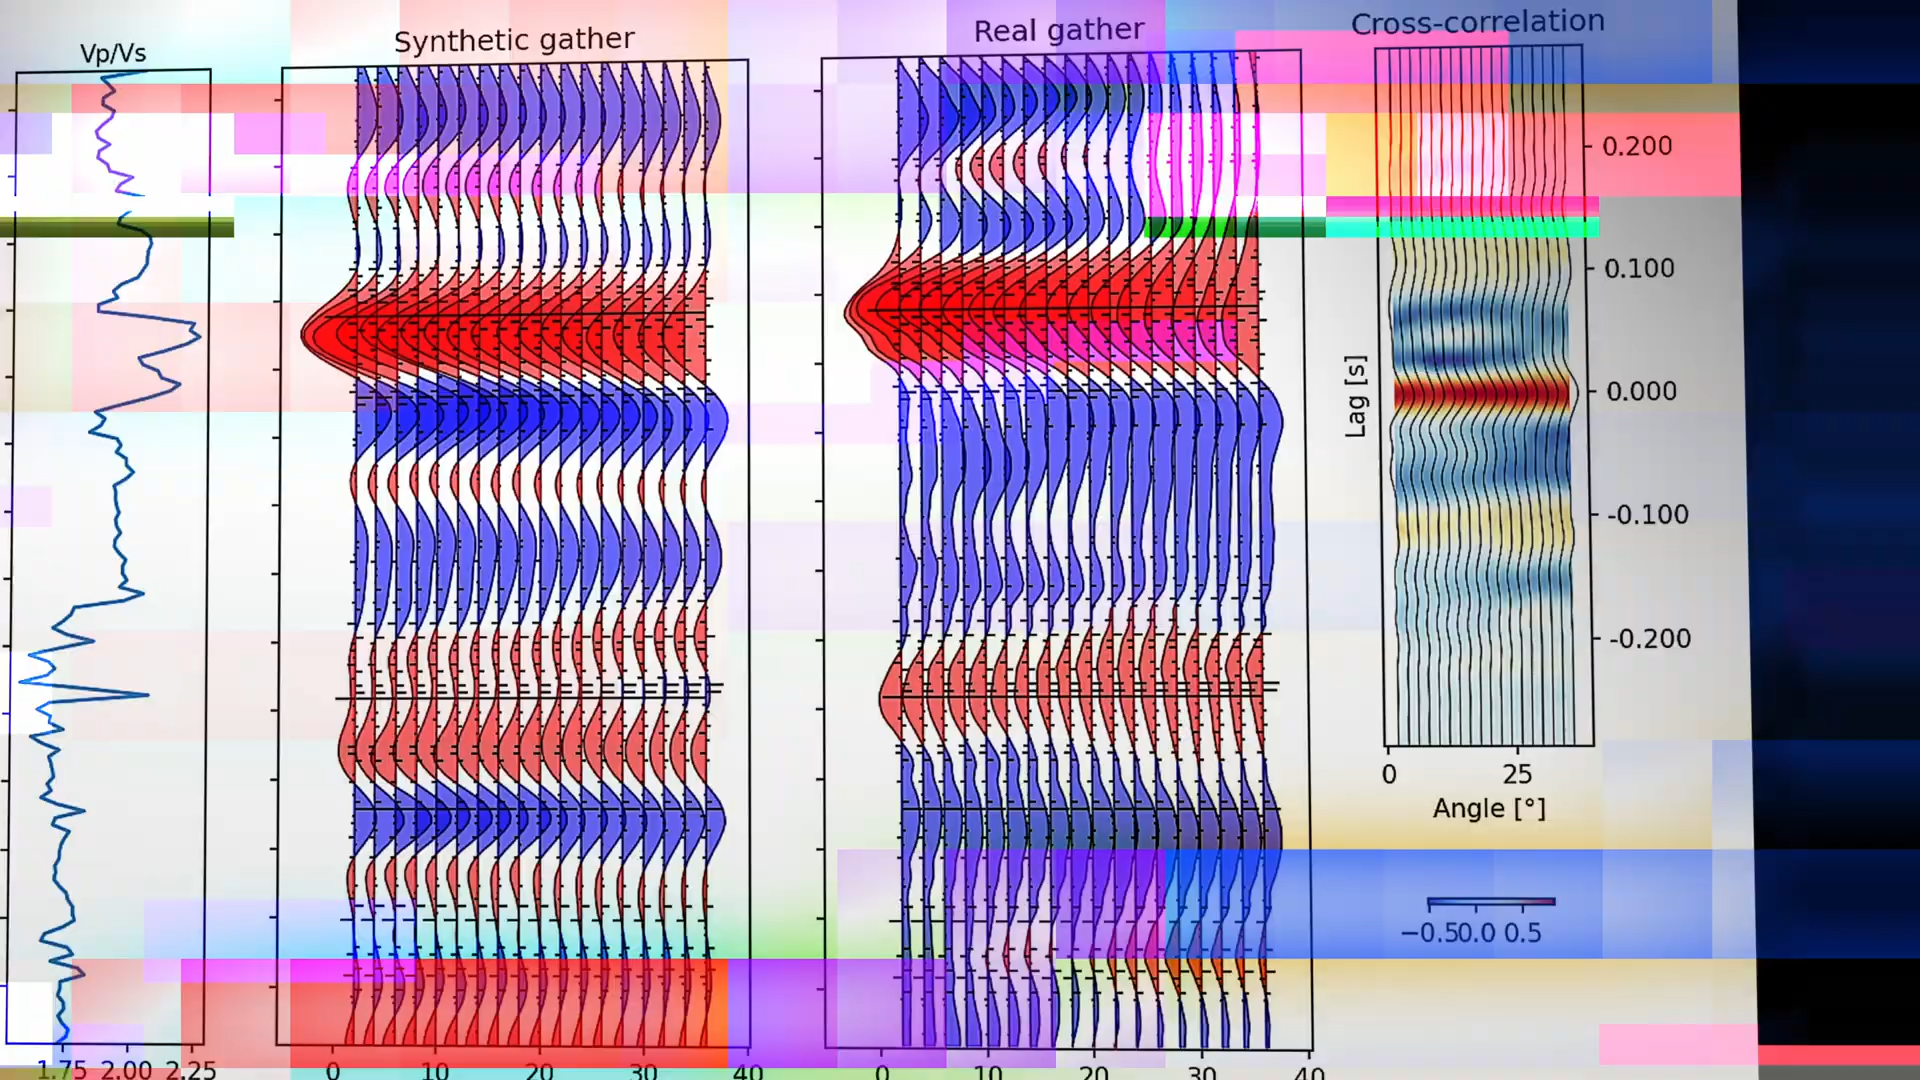 Vp/Vs
Synthetic gather
Real gather
Cross-correlation
0.200
0.100
0.000
-0.100
-0.200
Lag [s]
0 25
Angle [°]
−0.5 0.0 0.5
1.75 2.00 2.25
0 10 20 30 40
0 10 20 30 40